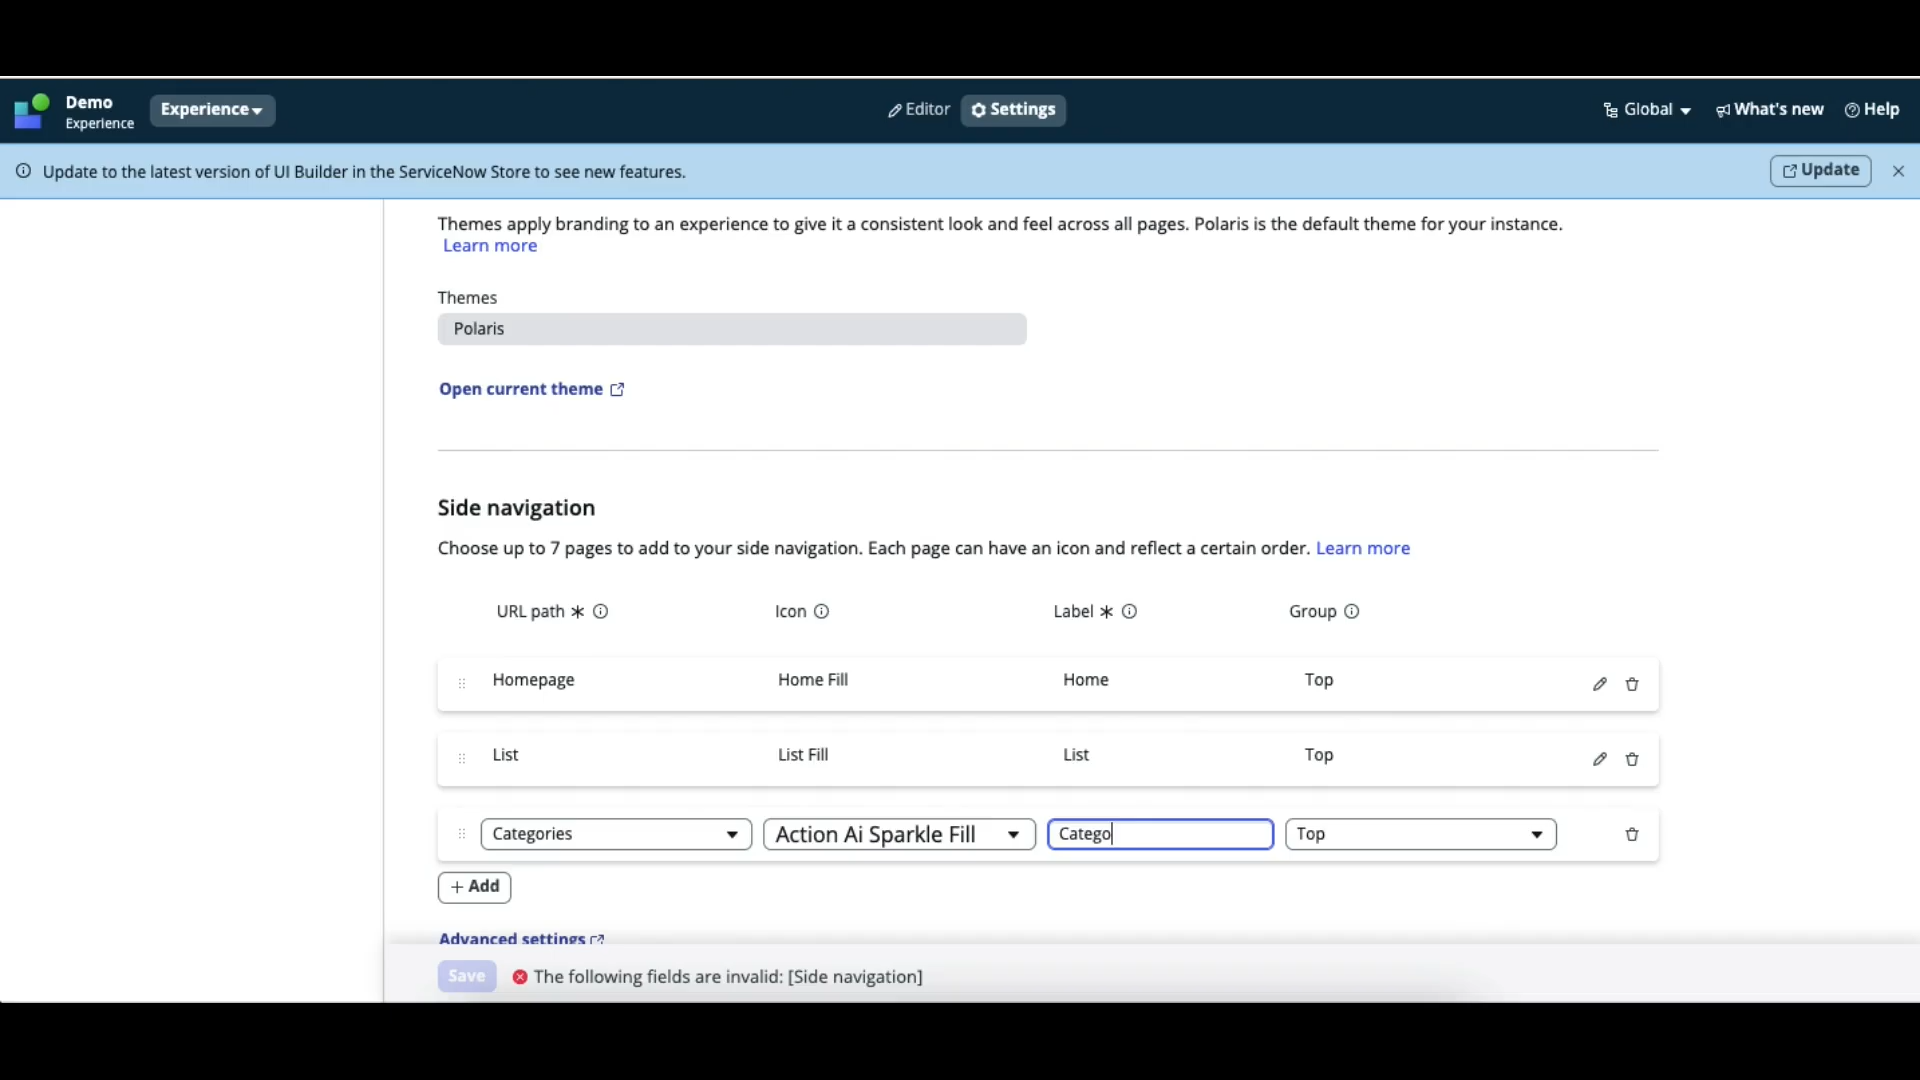 Demo
Experience
Experience
Editor
Settings
Global
What's new
Help
Update to the latest version of UI Builder in the ServiceNow Store to see new features.
Update
Themes apply branding to an experience to give it a consistent look and feel across all pages. Polaris is the default theme for your instance.
Learn more
Themes
Polaris
Open current theme
Side navigation
Choose up to 7 pages to add to your side navigation. Each page can have an icon and reflect a certain order. Learn more
URL path * Icon Label * Group
Homepage Home Fill Home Top
List List Fill List Top
Categories Action Ai Sparkle Fill Catego Top
+ Add
Advanced settings
Save The following fields are invalid: [Side navigation]